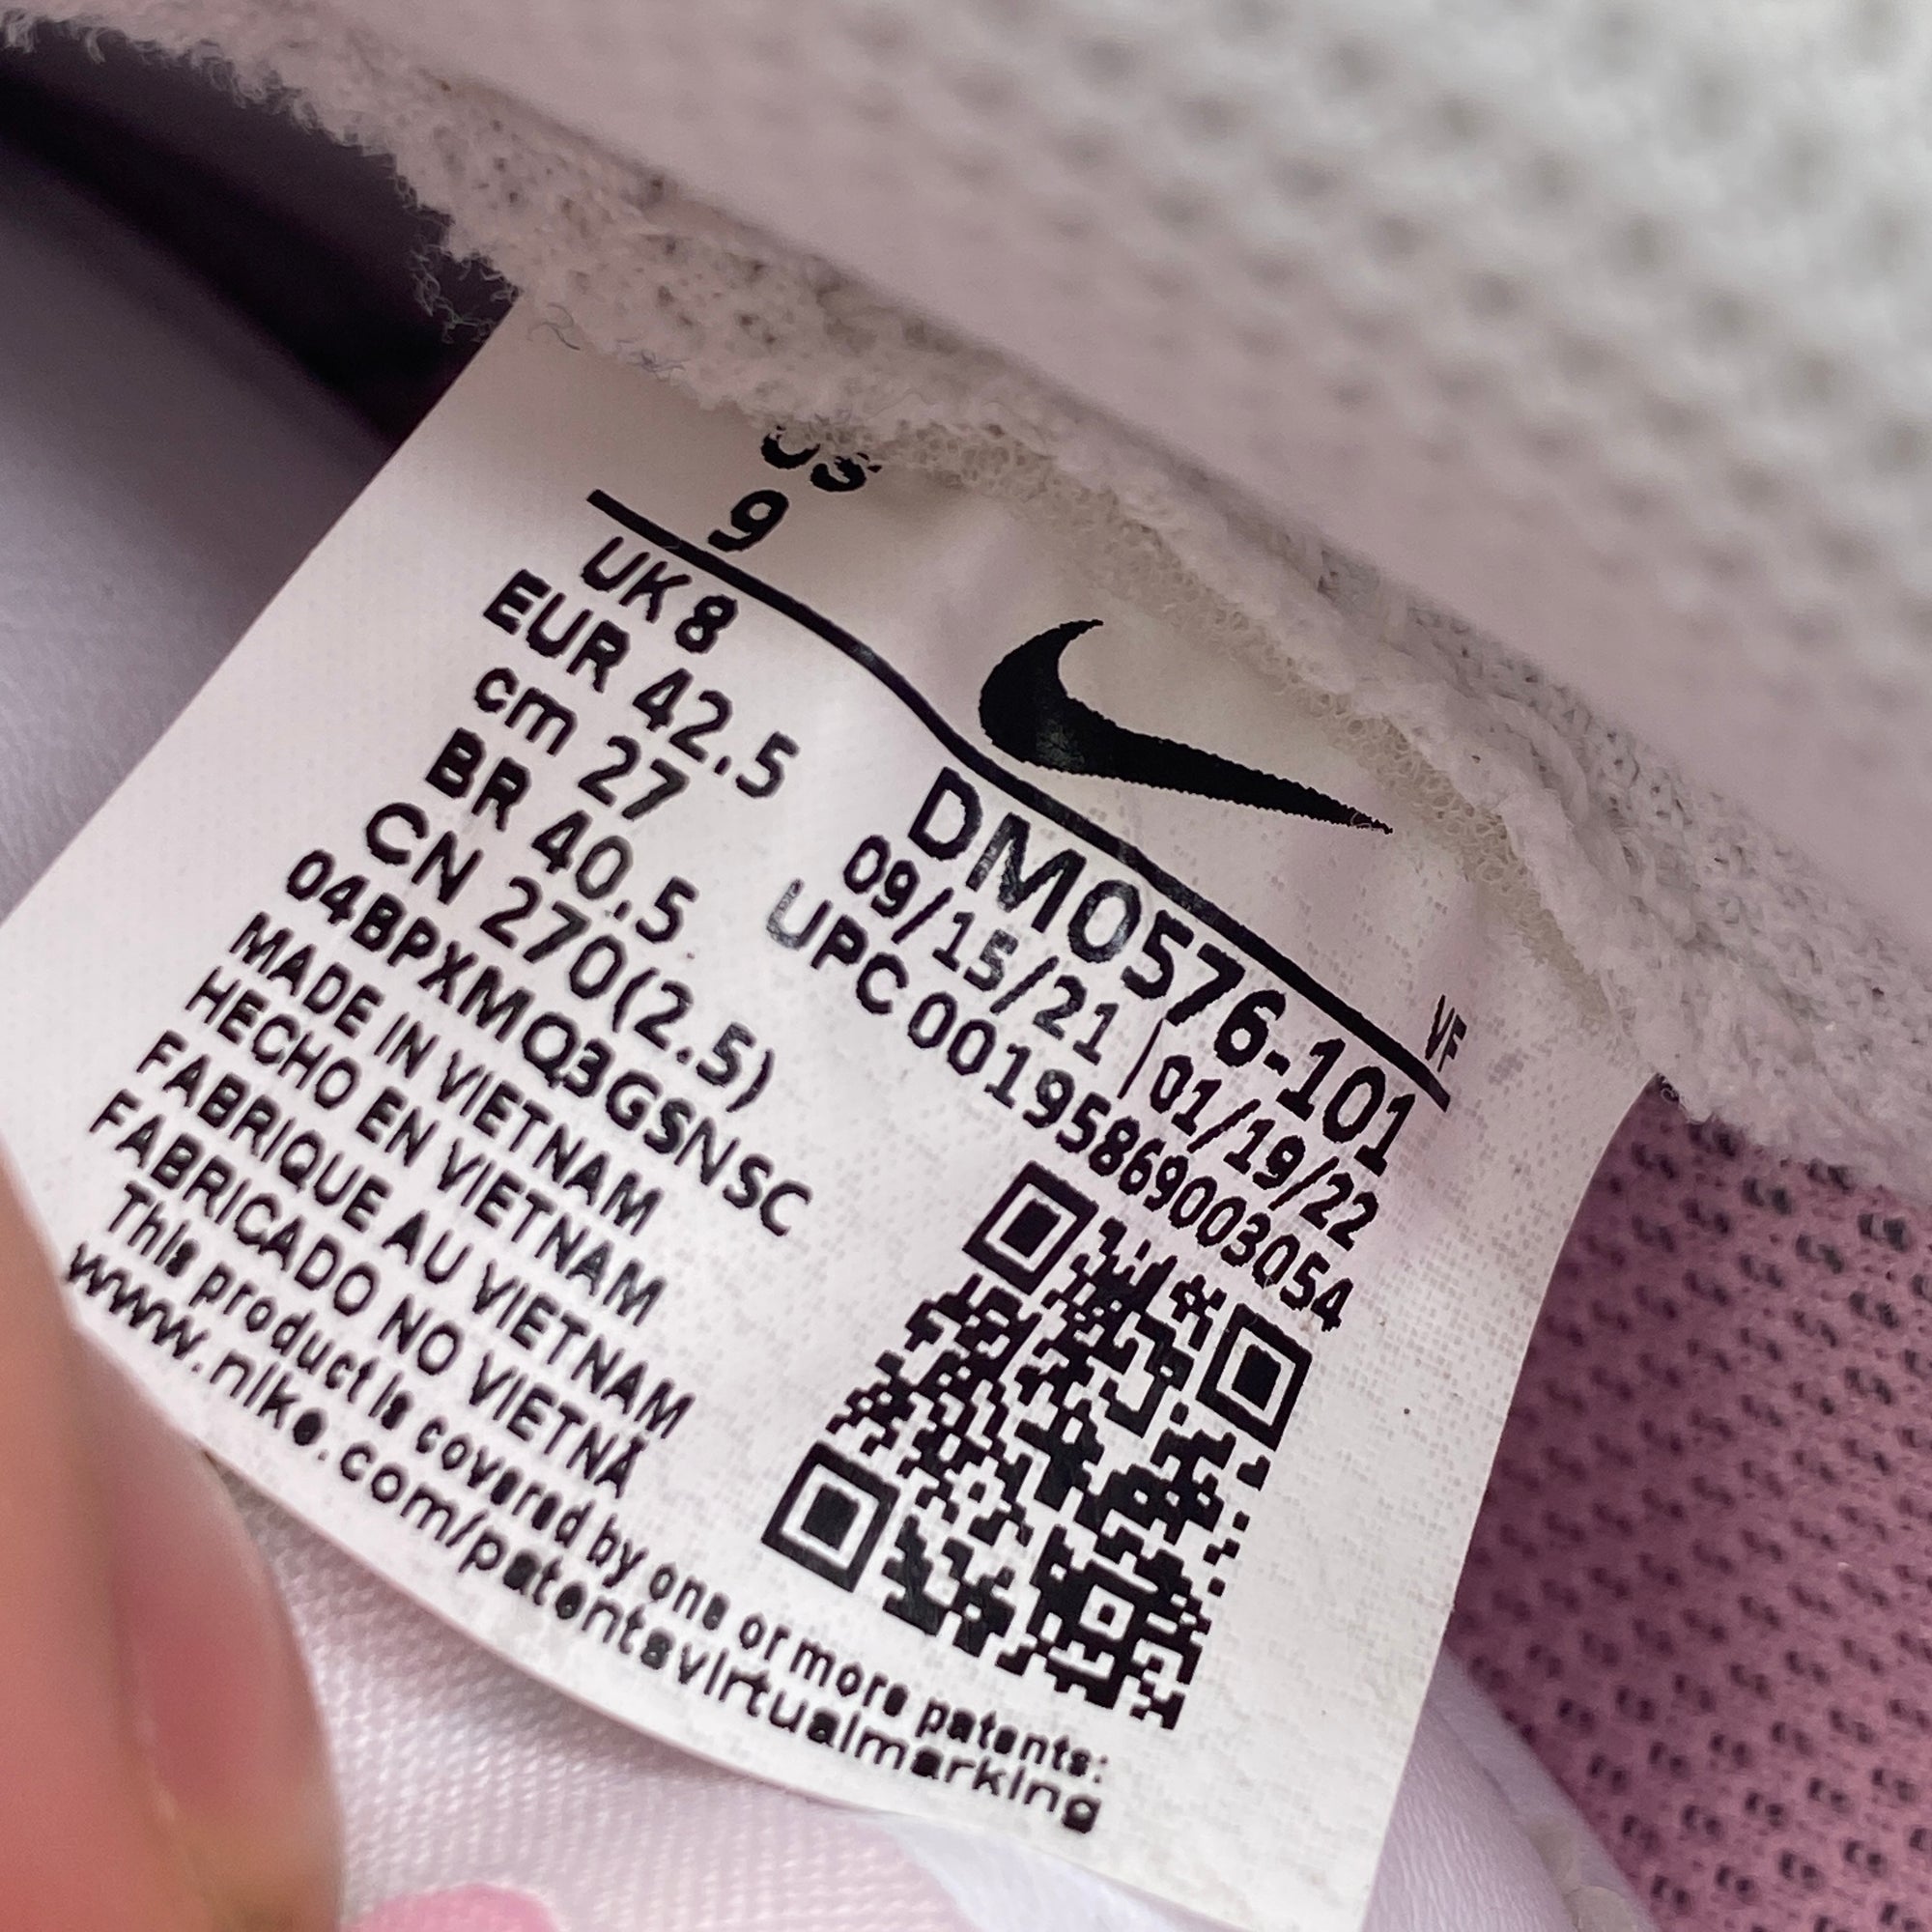 US
9
UK 8
EUR 42.5
cm 27
BR 40.5
CN 270(2.5)
04BPXMQ3GSNSC
MADE IN VIETNAM
HECHO EN VIETNAM
FABRIQUE AU VIETNAM
FABRICADO NO VIETNÃ
This product is covered by one or more patents:
www.nike.com/patentsvirtualmarking
VF
DM0576-101
09/15/21 | 01/19/22
UPC 00195869003054